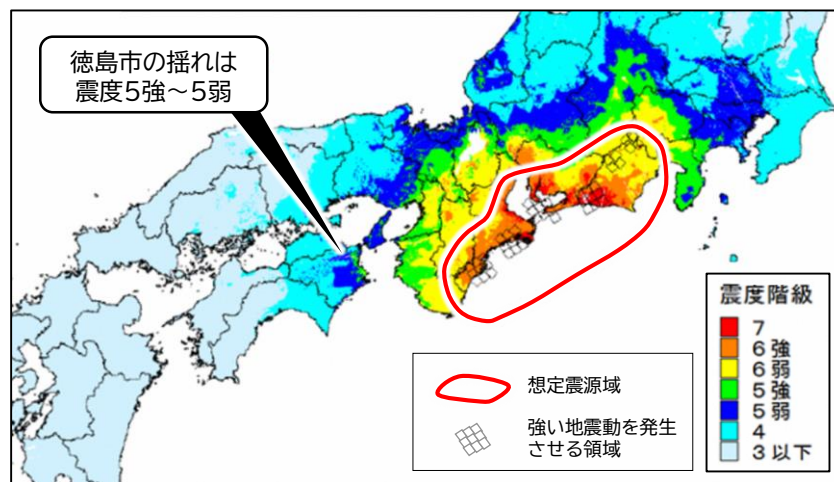 徳島市の揺れは
震度5強～5弱
震度階級
7
6強
6弱
5強
5弱
4
3以下
想定震源域
強い地震動を発生
させる領域